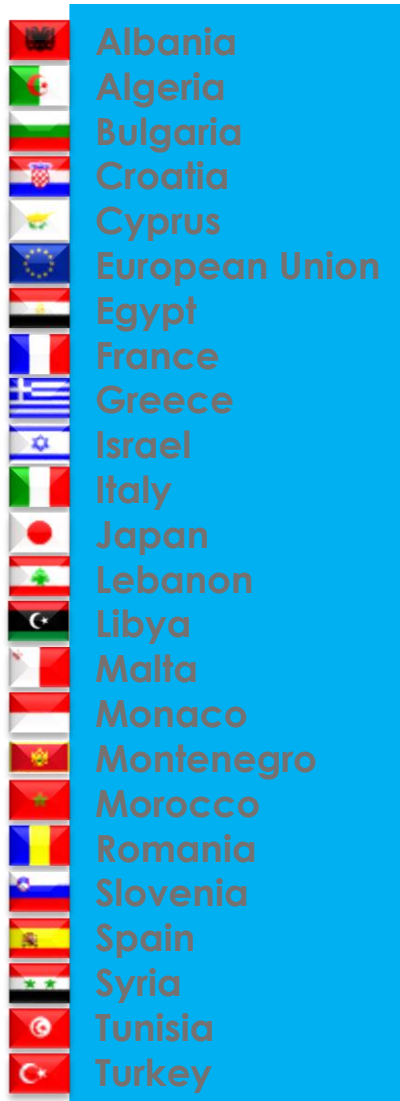 Albania
Algeria
Bulgaria
Croatia
Cyprus
European Union
Egypt
France
Greece
Israel
Italy
Japan
Lebanon
Libya
Malta
Monaco
Montenegro
Morocco
Romania
Slovenia
Spain
Syria
Tunisia
Turkey